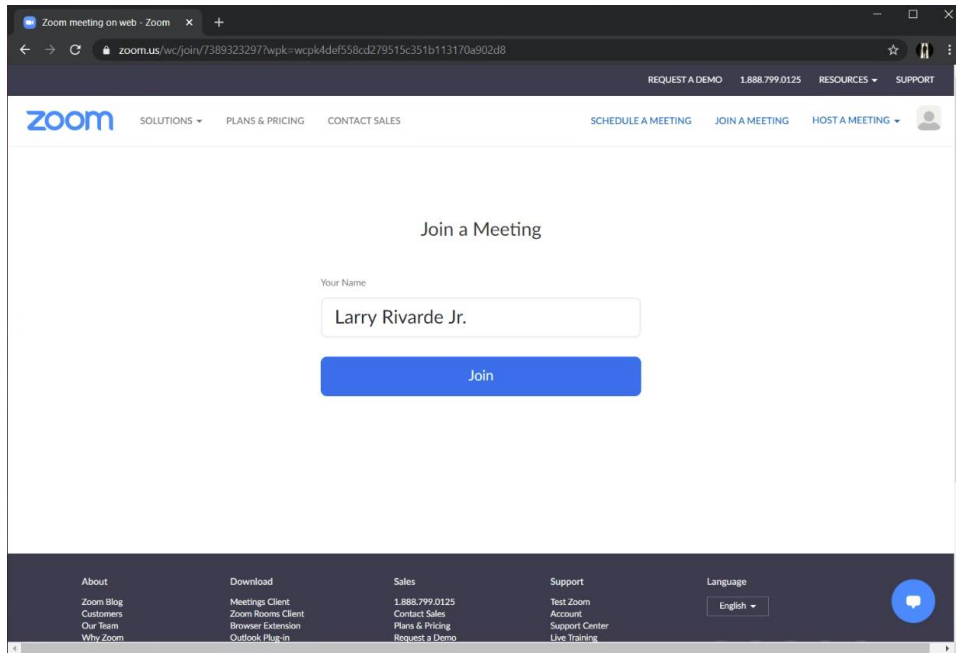 Zoom meeting on web - Zoom
zoom.us/wc/join/7389323297?wpk=wcpk4def558cd279515c351b113170a902d8
REQUEST A DEMO 1.888.799.0125 RESOURCES SUPPORT
zoom SOLUTIONS PLANS & PRICING CONTACT SALES SCHEDULE A MEETING JOIN A MEETING HOST A MEETING
Join a Meeting
Your Name
Larry Rivarde Jr.
Join
About
Zoom Blog
Customers
Our Team
Why Zoom
Download
Meetings Client
Zoom Rooms Client
Browser Extension
Outlook Plug-in
Sales
1.888.799.0125
Contact Sales
Plans & Pricing
Request a Demo
Support
Test Zoom
Account
Support Center
Live Training
Language
English